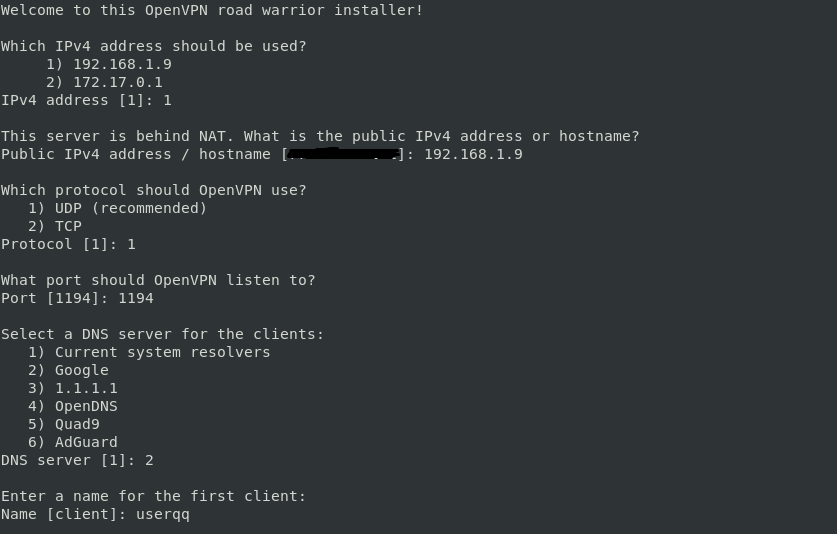 Welcome to this OpenVPN road warrior installer!
Which IPv4 address should be used?
1) 192.168.1.9
2) 172.17.0.1
IPv4 address [1]: 1
This server is behind NAT. What is the public IPv4 address or hostname?
Public IPv4 address / hostname []: 192.168.1.9
Which protocol should OpenVPN use?
1) UDP (recommended)
2) TCP
Protocol [1]: 1
What port should OpenVPN listen to?
Port [1194]: 1194
Select a DNS server for the clients:
1) Current system resolvers
2) Google
3) 1.1.1.1
4) OpenDNS
5) Quad9
6) AdGuard
DNS server [1]: 2
Enter a name for the first client:
Name [client]: userqq